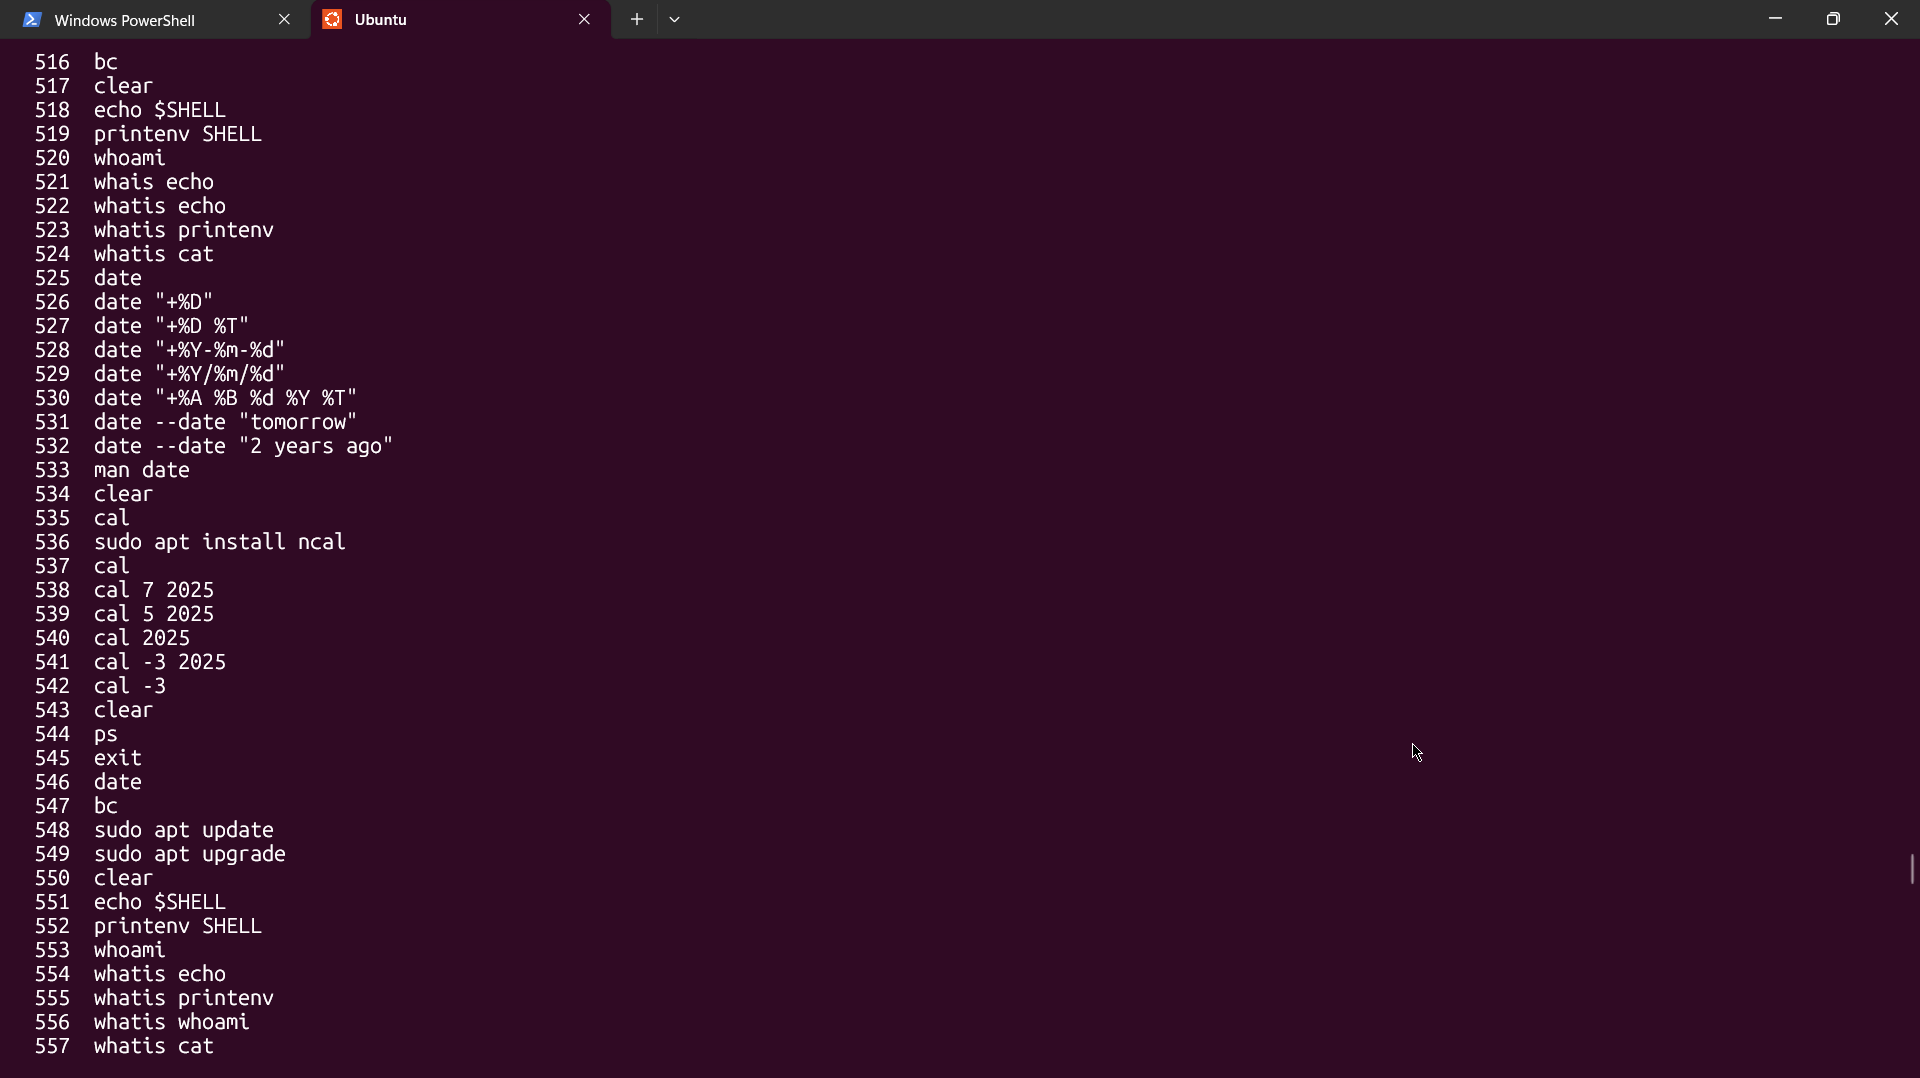 Windows PowerShell
Ubuntu
516 bc
517 clear
518 echo $SHELL
519 printenv SHELL
520 whoami
521 whais echo
522 whatis echo
523 whatis printenv
524 whatis cat
525 date
526 date "+%D"
527 date "+%D %T"
528 date "+%Y-%m-%d"
529 date "+%Y/%m/%d"
530 date "+%A %B %d %Y %T"
531 date --date "tomorrow"
532 date --date "2 years ago"
533 man date
534 clear
535 cal
536 sudo apt install ncal
537 cal
538 cal 7 2025
539 cal 5 2025
540 cal 2025
541 cal -3 2025
542 cal -3
543 clear
544 ps
545 exit
546 date
547 bc
548 sudo apt update
549 sudo apt upgrade
550 clear
551 echo $SHELL
552 printenv SHELL
553 whoami
554 whatis echo
555 whatis printenv
556 whatis whoami
557 whatis cat